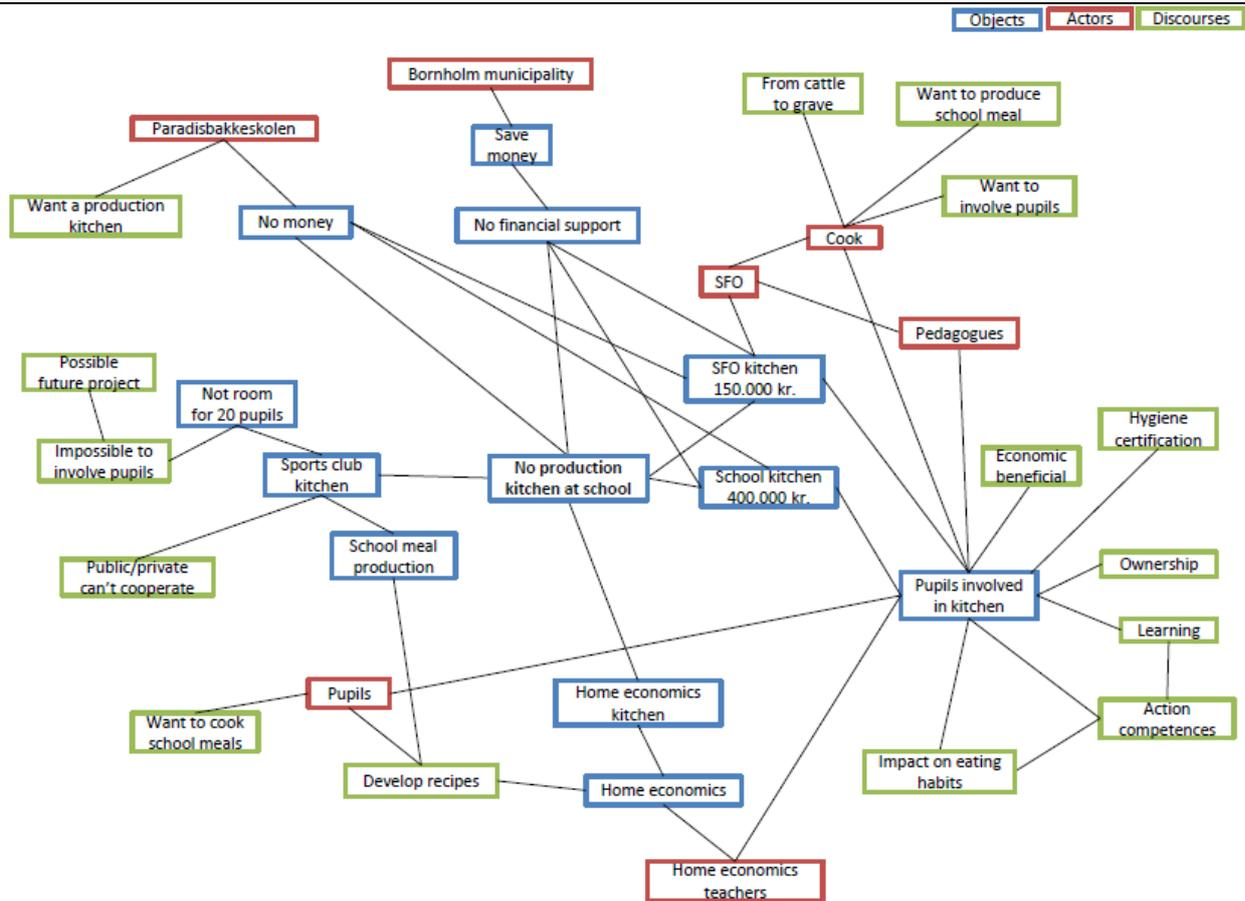 Objects
Actors
Discourses
Bornholm municipality
From cattle
to grave
Want to produce
school meal
Paradisbakkeskolen
Save
money
Want to
involve pupils
Want a production
kitchen
No money
No financial support
Cook
SFO
Pedagogues
Possible
future project
Not room
for 20 pupils
SFO kitchen
150.000 kr.
Hygiene
certification
Impossible to
involve pupils
Sports club
kitchen
No production
kitchen at school
School kitchen
400.000 kr.
Economic
beneficial
School meal
production
Public/private
can't cooperate
Pupils involved
in kitchen
Ownership
Learning
Pupils
Want to cook
school meals
Home economics
kitchen
Action
competences
Impact on eating
habits
Develop recipes
Home economics
Home economics
teachers